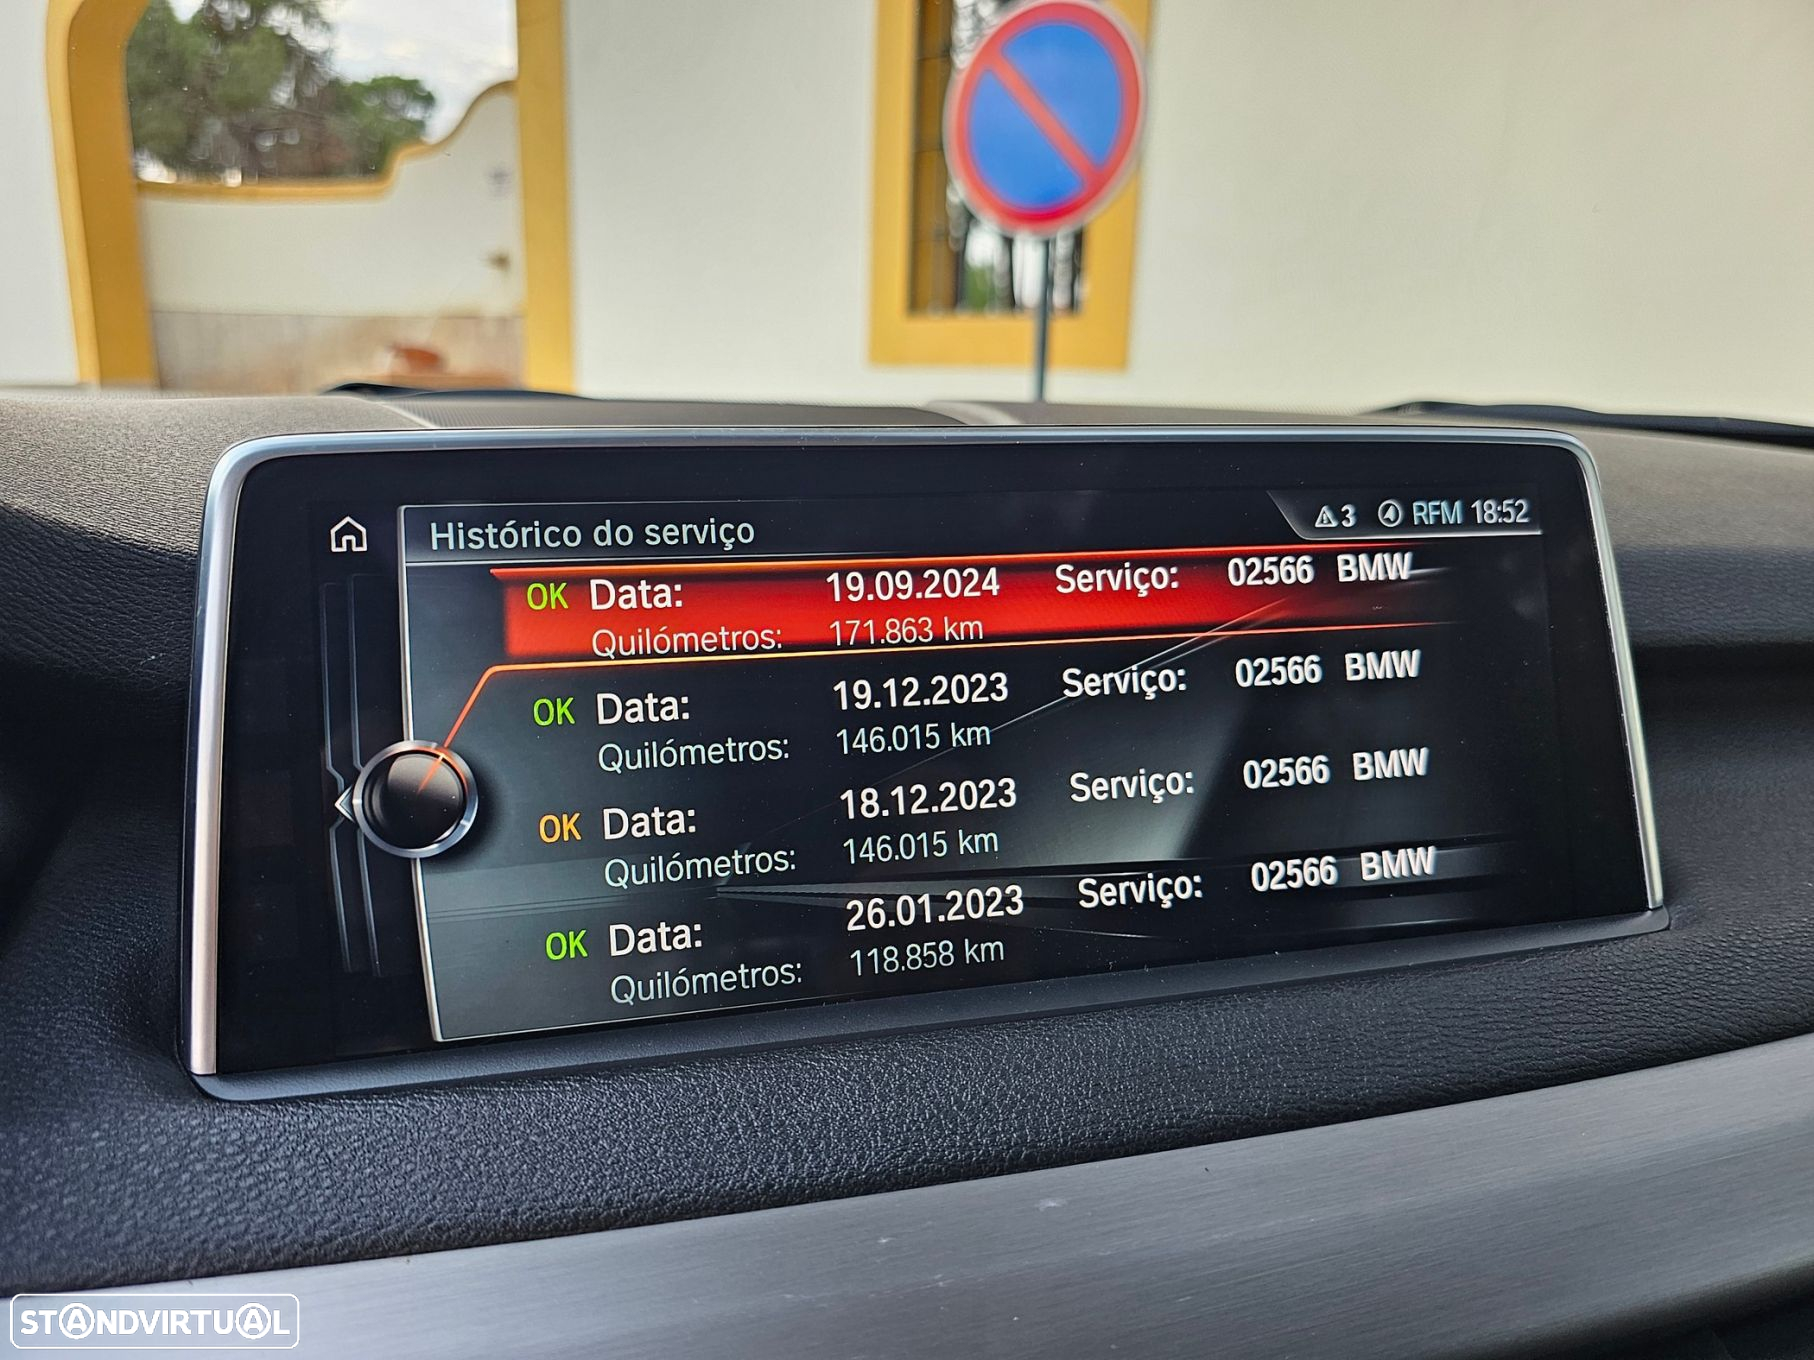 Histórico do serviço
3 RFM 18:52
OK Data: 19.09.2024 Serviço: 02566 BMW
Quilómetros: 171.863 km
OK Data: 19.12.2023 Serviço: 02566 BMW
Quilómetros: 146.015 km
OK Data: 18.12.2023 Serviço: 02566 BMW
Quilómetros: 146.015 km
OK Data: 26.01.2023 Serviço: 02566 BMW
Quilómetros: 118.858 km
STANDVIRTUAL